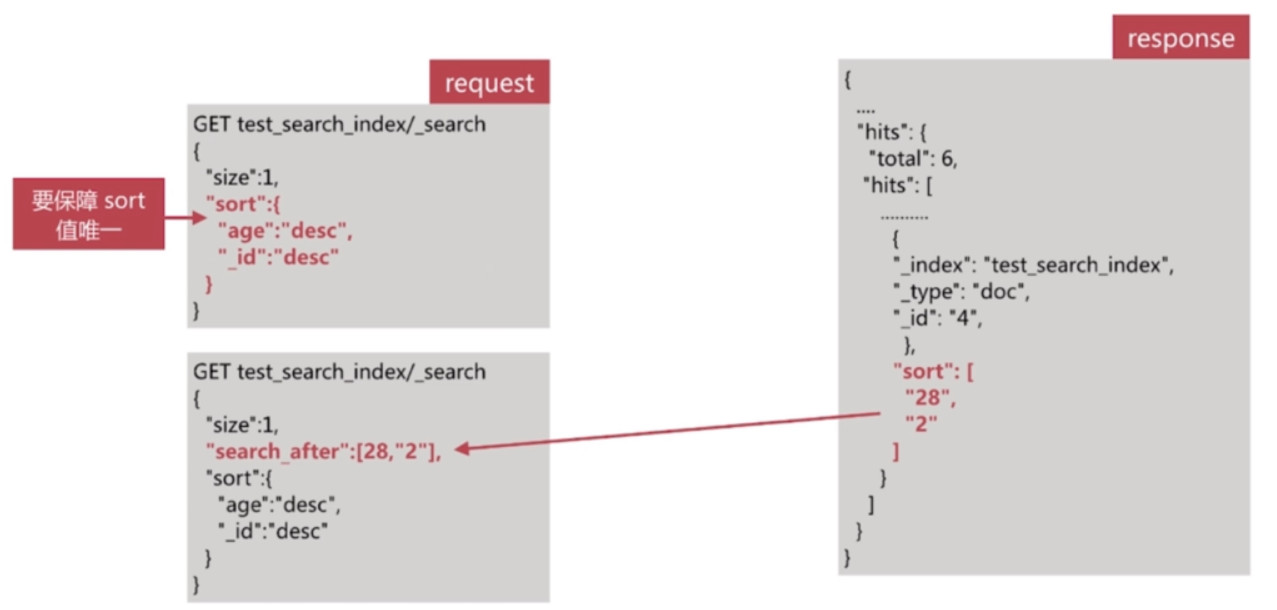 request
GET test_search_index/_search
{
"size":1,
"sort":{
"age":"desc",
"_id":"desc"
}
}
要保障 sort
值唯一
GET test_search_index/_search
{
"size":1,
"search_after":[28,"2"],
"sort":{
"age":"desc",
"_id":"desc"
}
}
response
{
....
"hits": {
"total": 6,
"hits": [
..........
{
"_index": "test_search_index",
"_type": "doc",
"_id": "4",
},
"sort": [
"28",
"2"
]
}
]
}
}